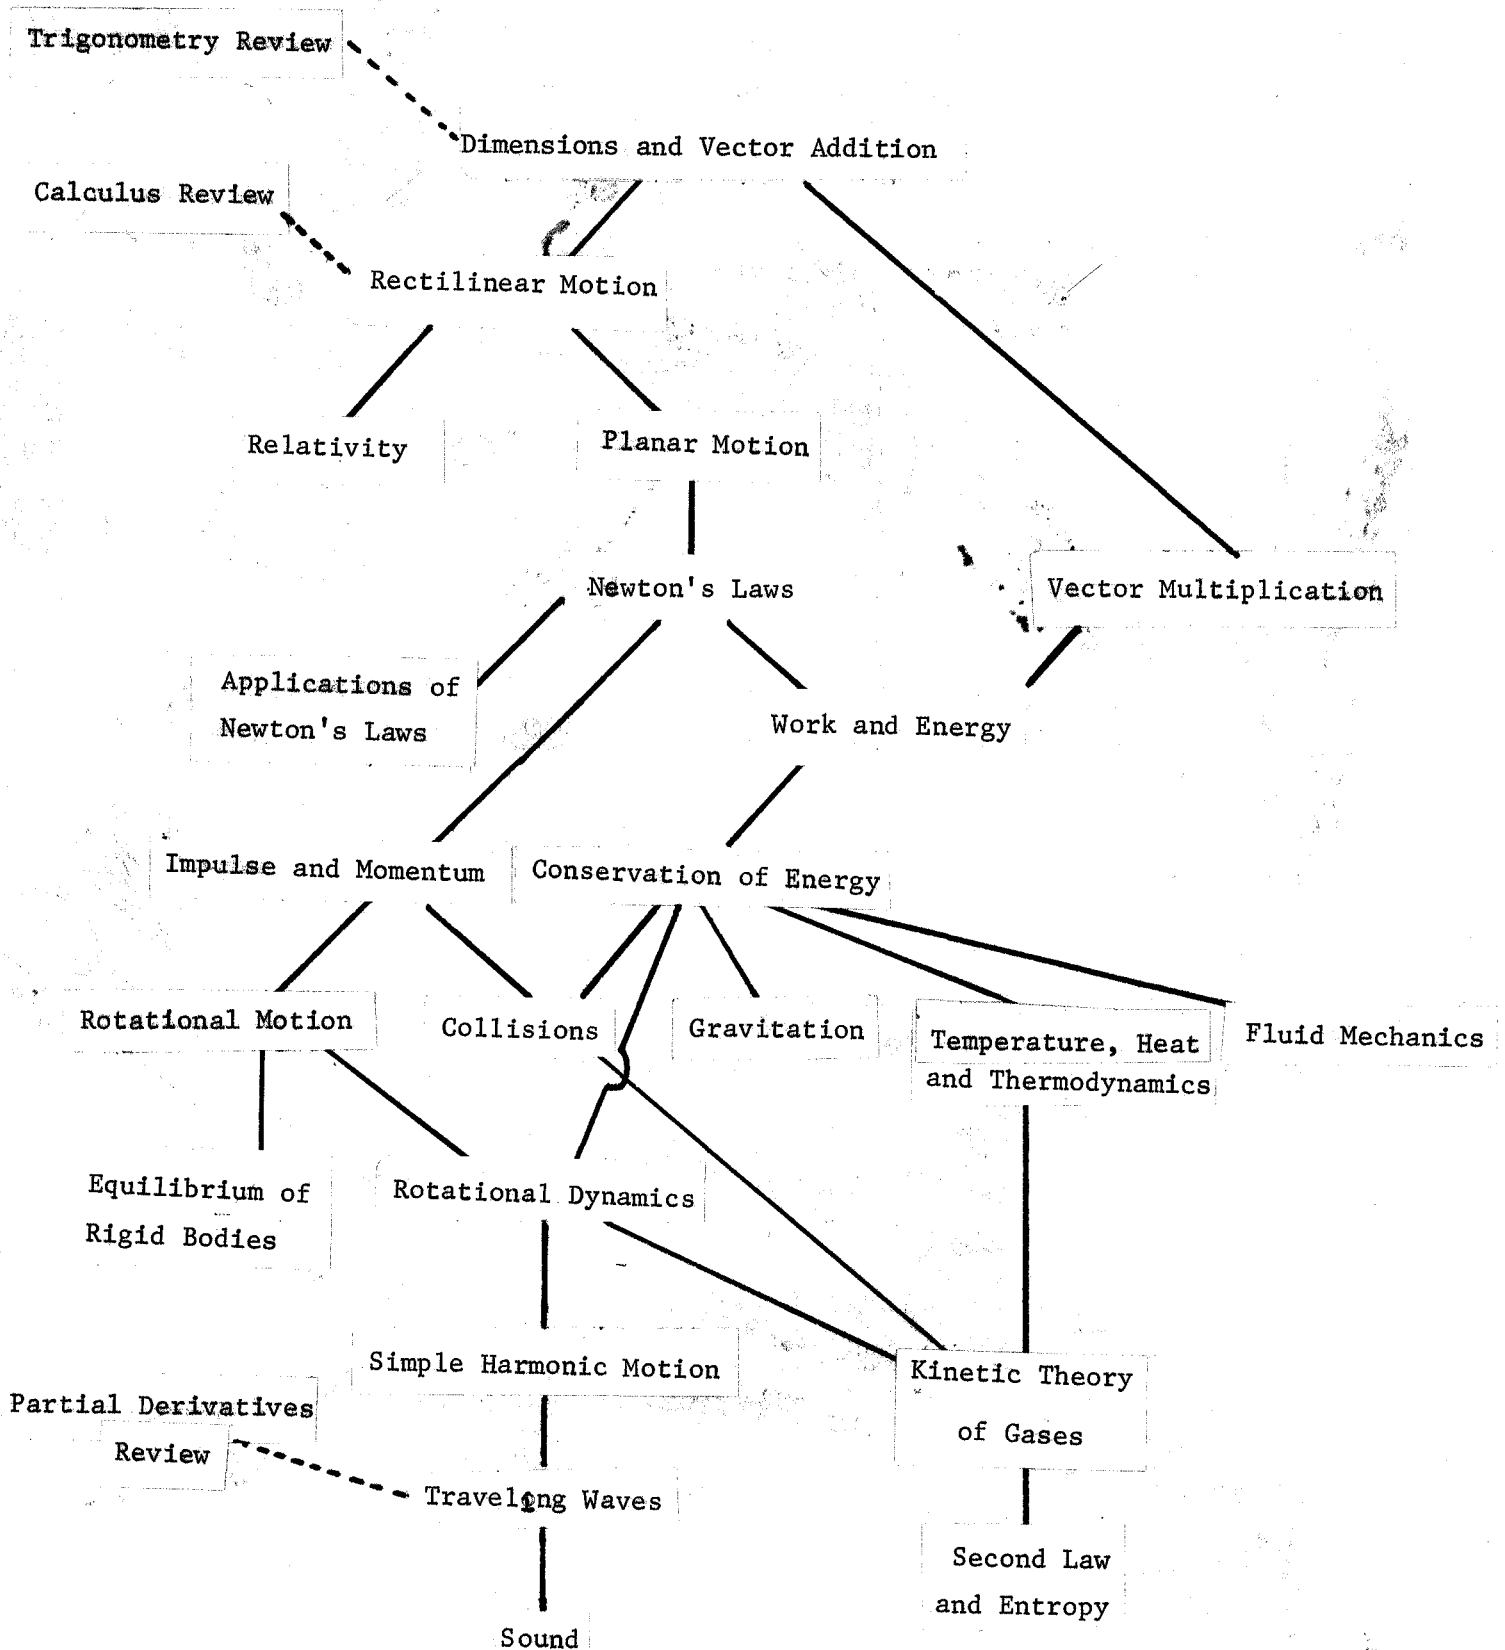 Trigonometry Review
Dimensions and Vector Addition
Calculus Review
Rectilinear Motion
Relativity
Planar Motion
Newton's Laws
Vector Multiplication
Applications of
Newton's Laws
Work and Energy
Impulse and Momentum
Conservation of Energy
Rotational Motion
Collisions
Gravitation
Temperature, Heat
and Thermodynamics
Fluid Mechanics
Equilibrium of
Rigid Bodies
Rotational Dynamics
Simple Harmonic Motion
Kinetic Theory
of Gases
Partial Derivatives
Review
Traveling Waves
Second Law
and Entropy
Sound